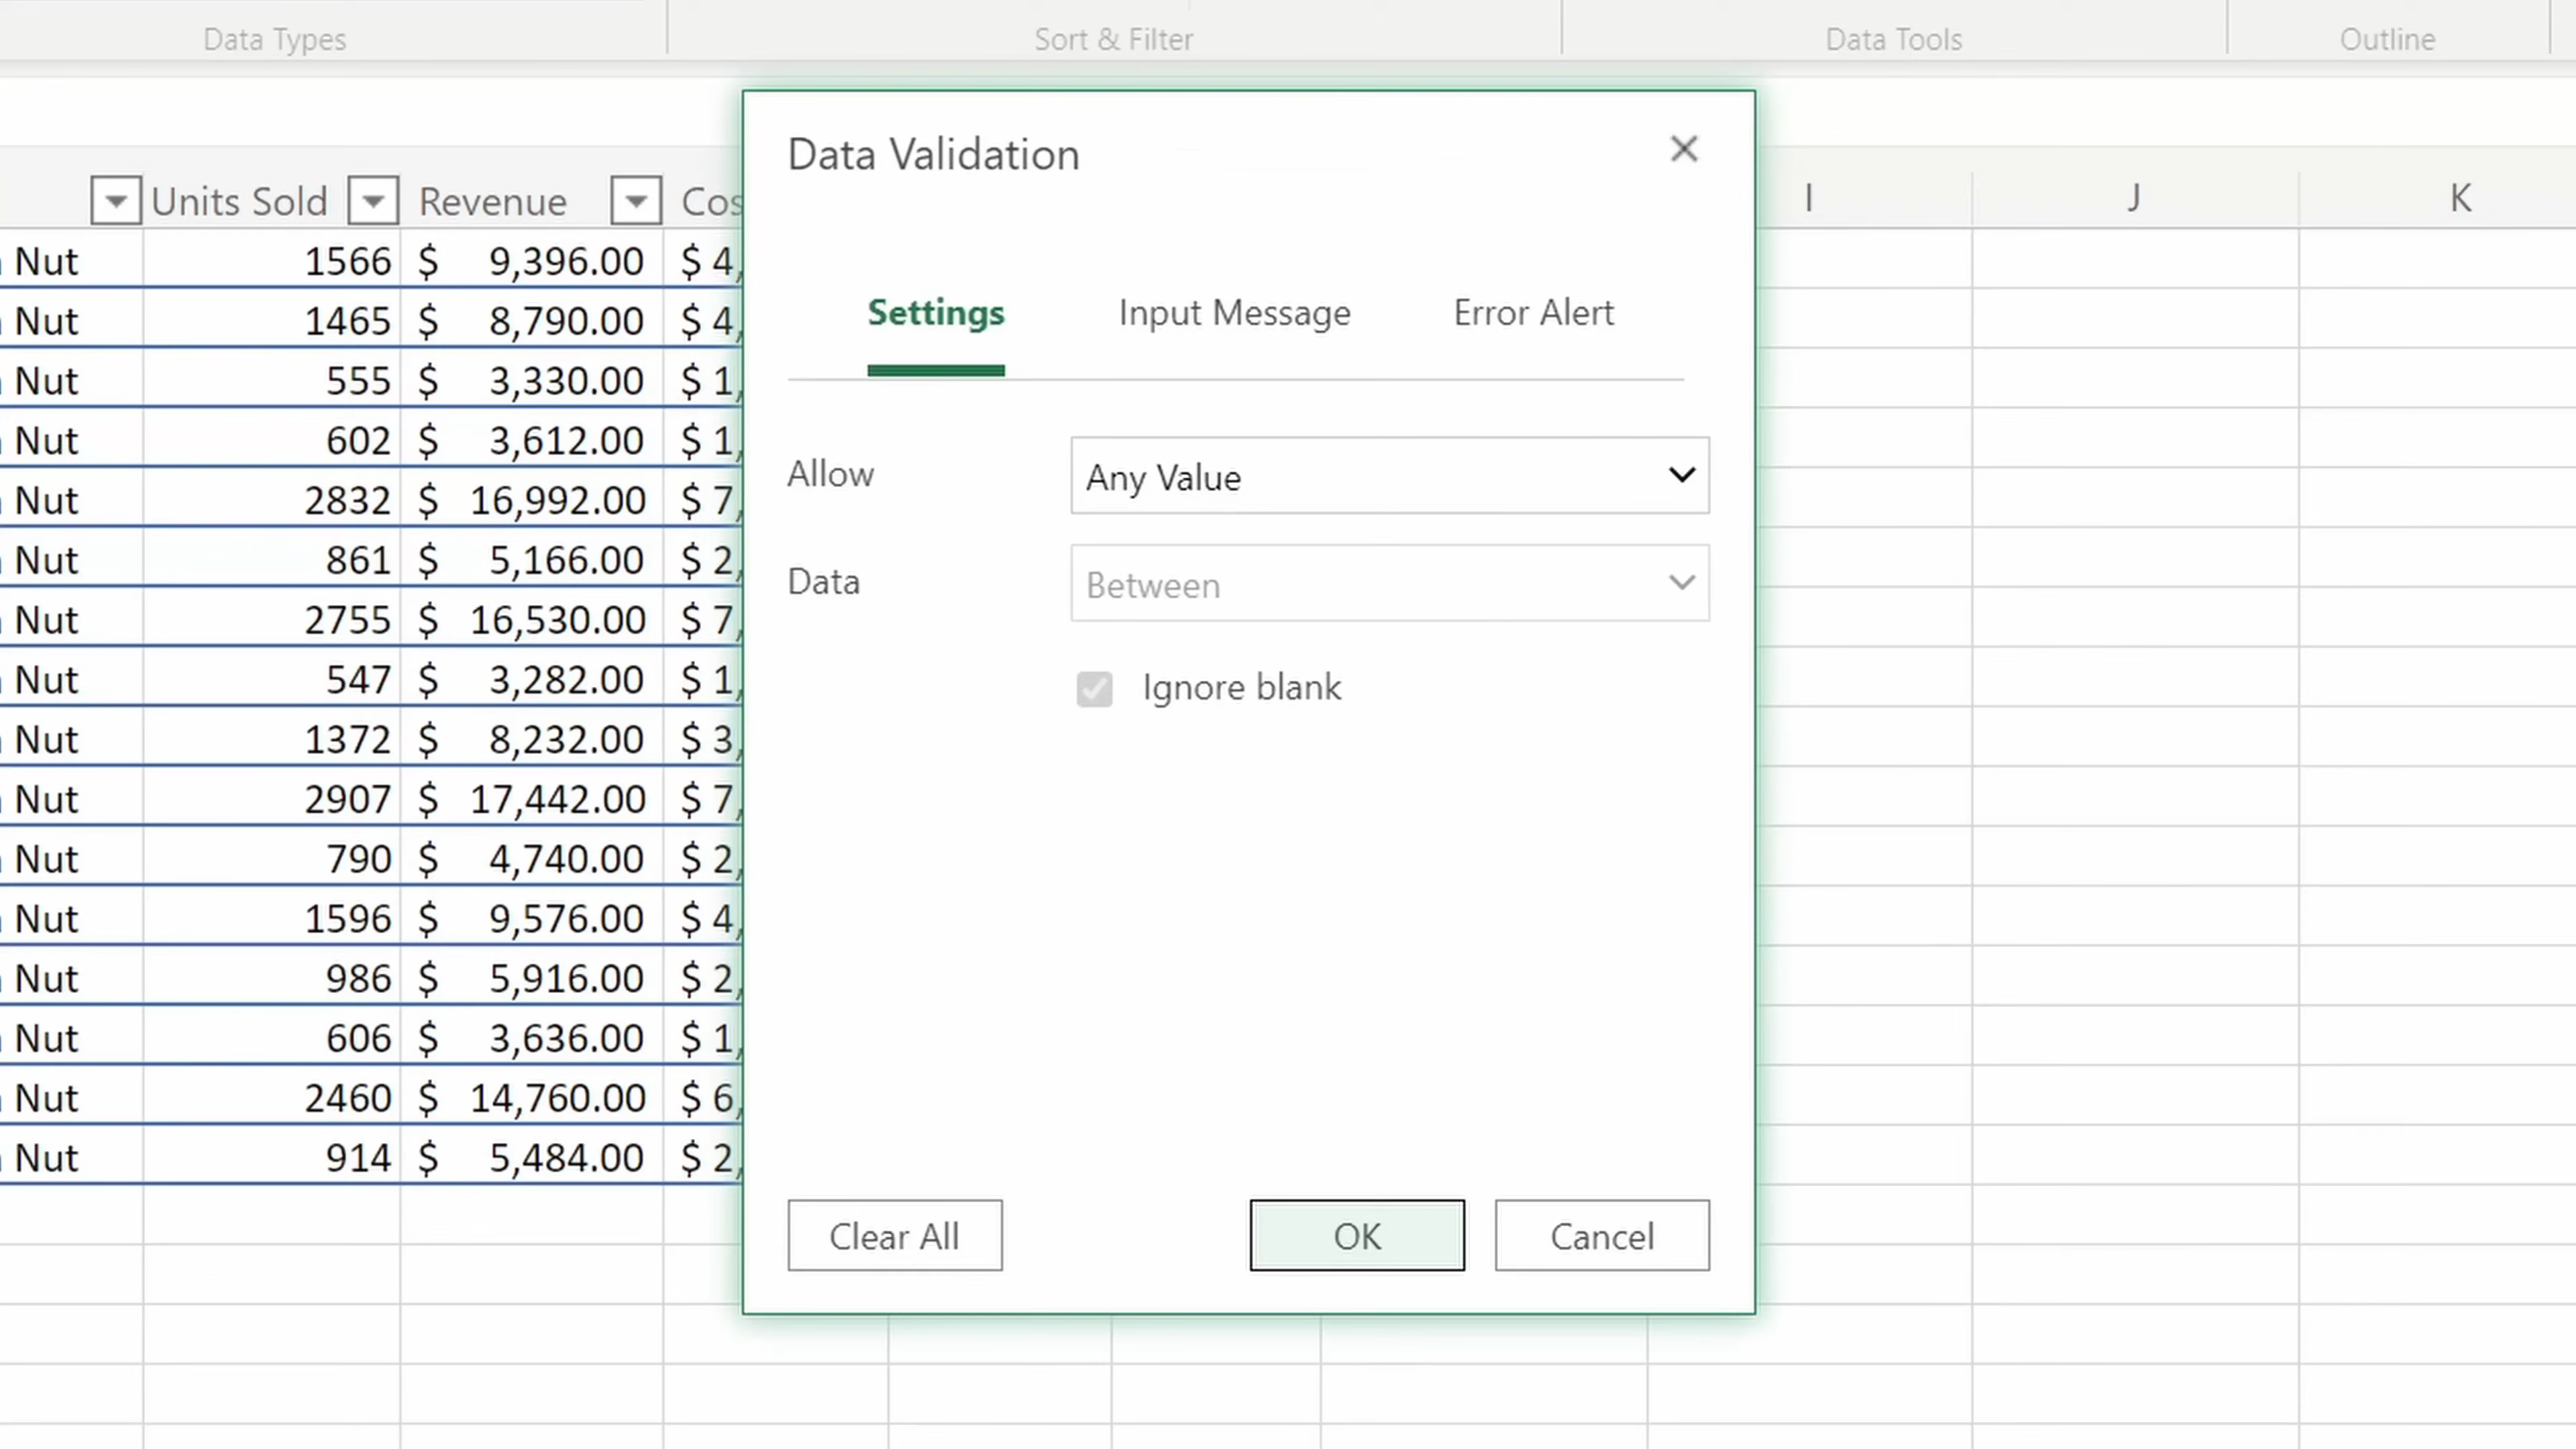 Data Types Sort & Filter Data Tools Outline
Data Validation
Units Sold Revenue I J K
Settings Input Message Error Alert
Allow Any Value
Data Between
Ignore blank
Clear All OK Cancel
Nut 1566 $ 9,396.00 $ 4,
Nut 1465 $ 8,790.00 $ 4,
Nut 555 $ 3,330.00 $ 1,
Nut 602 $ 3,612.00 $ 1,
Nut 2832 $ 16,992.00 $ 7,
Nut 861 $ 5,166.00 $ 2,
Nut 2755 $ 16,530.00 $ 7,
Nut 547 $ 3,282.00 $ 1,
Nut 1372 $ 8,232.00 $ 3,
Nut 2907 $ 17,442.00 $ 7,
Nut 790 $ 4,740.00 $ 2,
Nut 1596 $ 9,576.00 $ 4,
Nut 986 $ 5,916.00 $ 2,
Nut 606 $ 3,636.00 $ 1,
Nut 2460 $ 14,760.00 $ 6,
Nut 914 $ 5,484.00 $ 2,